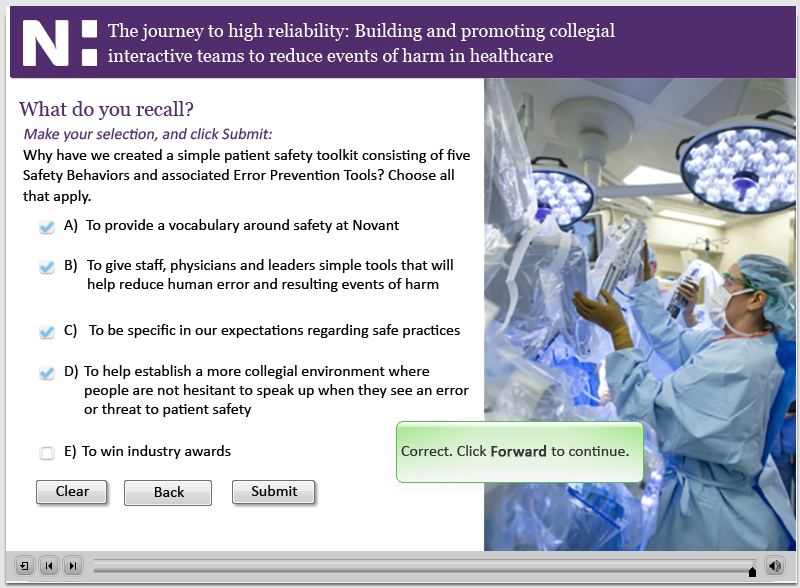 N:
The journey to high reliability: Building and promoting collegial
interactive teams to reduce events of harm in healthcare
What do you recall?
Make your selection, and click Submit:
Why have we created a simple patient safety toolkit consisting of five
Safety Behaviors and associated Error Prevention Tools? Choose all
that apply.
A) To provide a vocabulary around safety at Novant
B) To give staff, physicians and leaders simple tools that will
help reduce human error and resulting events of harm
C) To be specific in our expectations regarding safe practices
D) To help establish a more collegial environment where
people are not hesitant to speak up when they see an error
or threat to patient safety
E) To win industry awards
Correct. Click Forward to continue.
Clear Back Submit